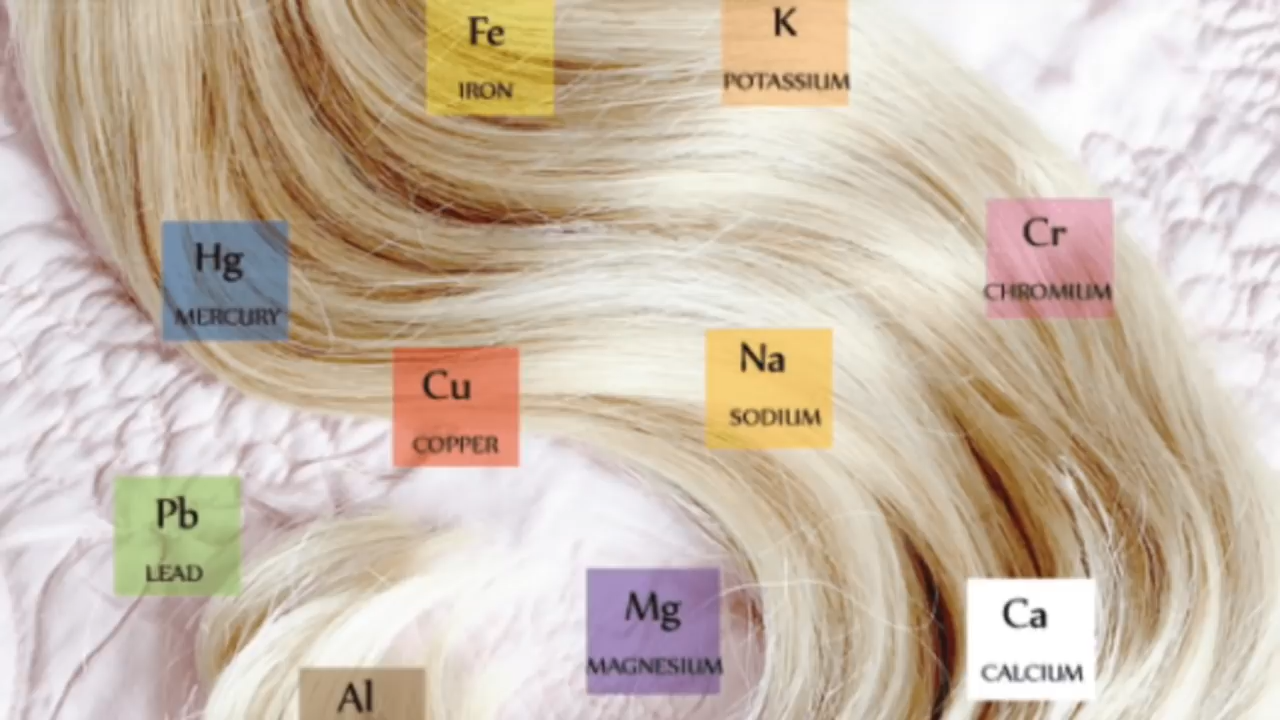 Fe
IRON
K
POTASSIUM
Hg
MERCURY
Cr
CHROMIUM
Cu
COPPER
Na
SODIUM
Pb
LEAD
Mg
MAGNESIUM
Ca
CALCIUM
Al